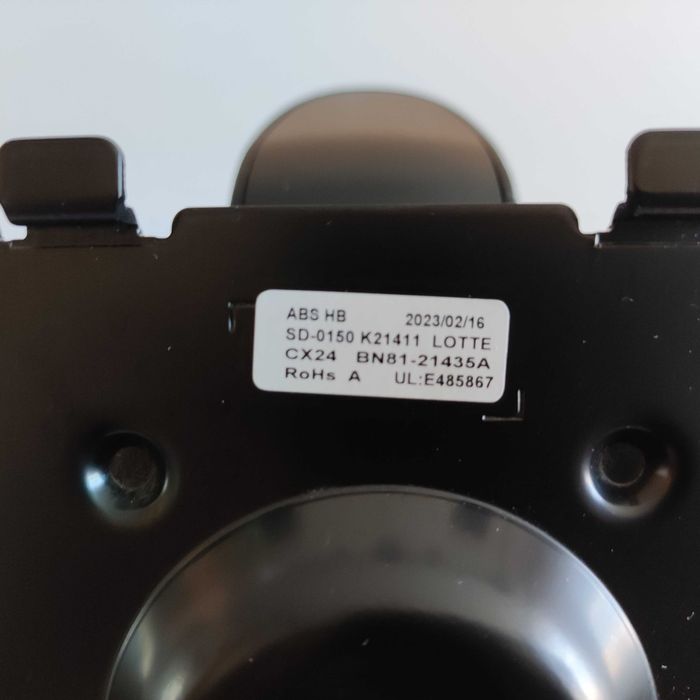 ABS HB 2023/02/16
SD-0150 K21411 LOTTE
CX24 BN81-21435A
RoHs A UL:E485867